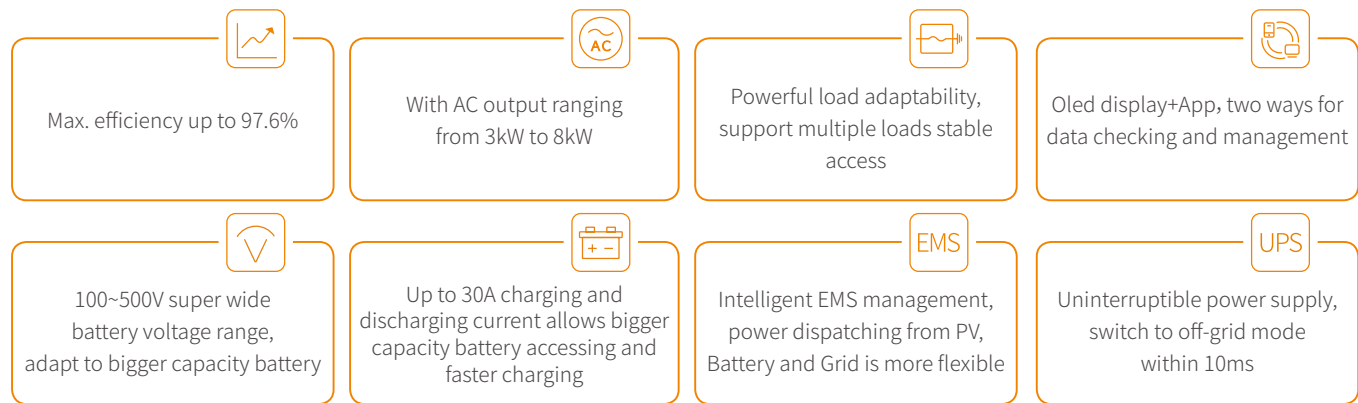 Max. efficiency up to 97.6%
AC
With AC output ranging
from 3kW to 8kW
Powerful load adaptability,
support multiple loads stable
access
Oled display+App, two ways for
data checking and management
V
100~500V super wide
battery voltage range,
adapt to bigger capacity battery
+ -
Up to 30A charging and
discharging current allows bigger
capacity battery accessing and
faster charging
EMS
Intelligent EMS management,
power dispatching from PV,
Battery and Grid is more flexible
UPS
Uninterruptible power supply,
switch to off-grid mode
within 10ms